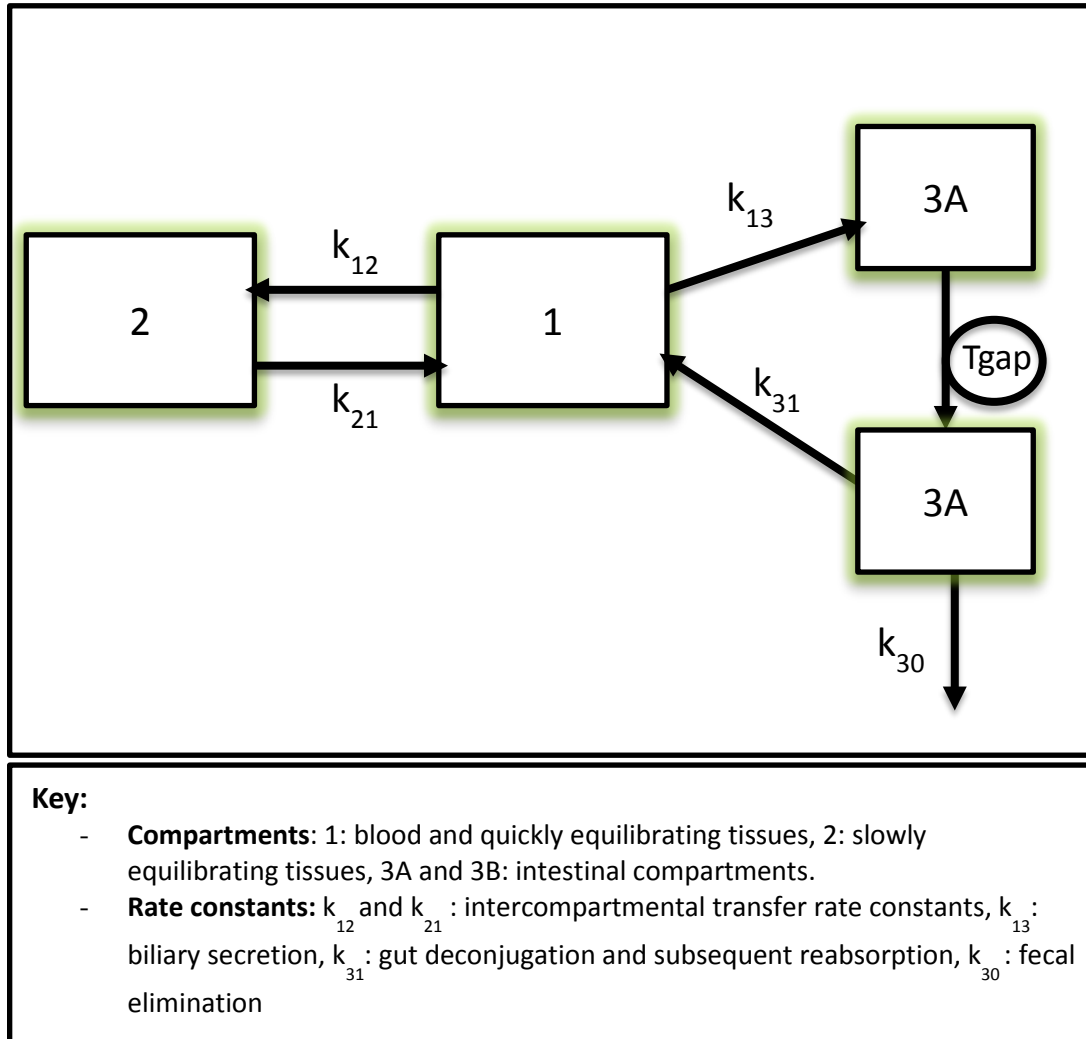 3A
k13
k12
2
1
Tgap
k21
k31
3A
k30
Key:
- Compartments: 1: blood and quickly equilibrating tissues, 2: slowly
equilibrating tissues, 3A and 3B: intestinal compartments.
- Rate constants: k12 and k21 : intercompartmental transfer rate constants, k13:
biliary secretion, k31: gut deconjugation and subsequent reabsorption, k30: fecal
elimination